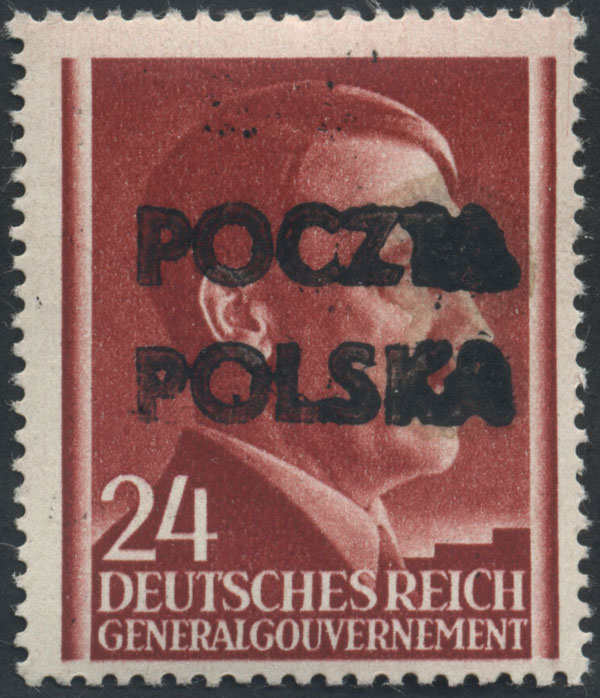 POCZTA
POLSKA
24
DEUTSCHES REICH
GENERALGOUVERNEMENT